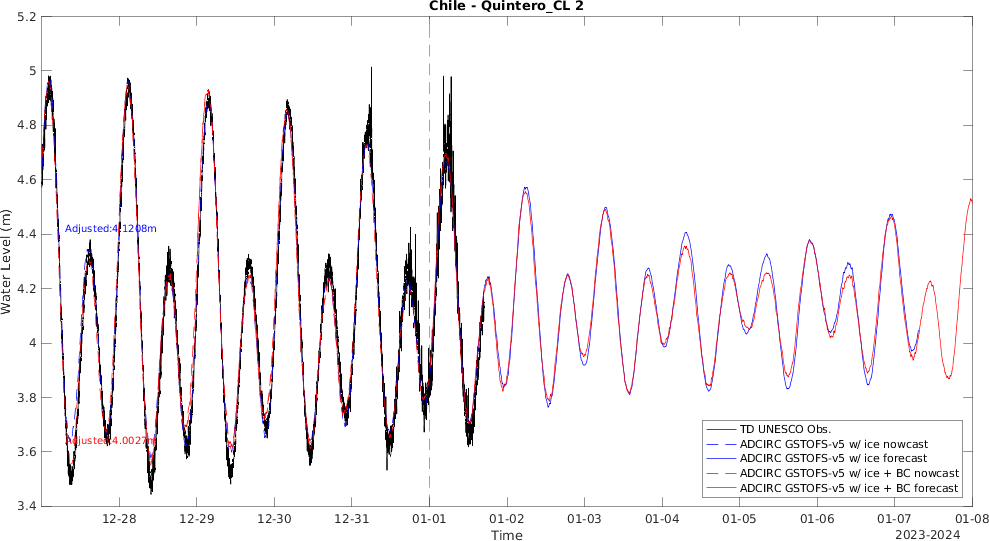 Chile - Quintero_CL 2
5.2
5
4.8
4.6
4.4
4.2
4
3.8
3.6
3.4
Water Level (m)
Adjusted:4.1208m
Adjusted:4.0027m
TD UNESCO Obs.
ADCIRC GSTOFS-v5 w/ ice nowcast
ADCIRC GSTOFS-v5 w/ ice forecast
ADCIRC GSTOFS-v5 w/ ice + BC nowcast
ADCIRC GSTOFS-v5 w/ ice + BC forecast
12-28 12-29 12-30 12-31 01-01 01-02 01-03 01-04 01-05 01-06 01-07 01-08
Time
2023-2024